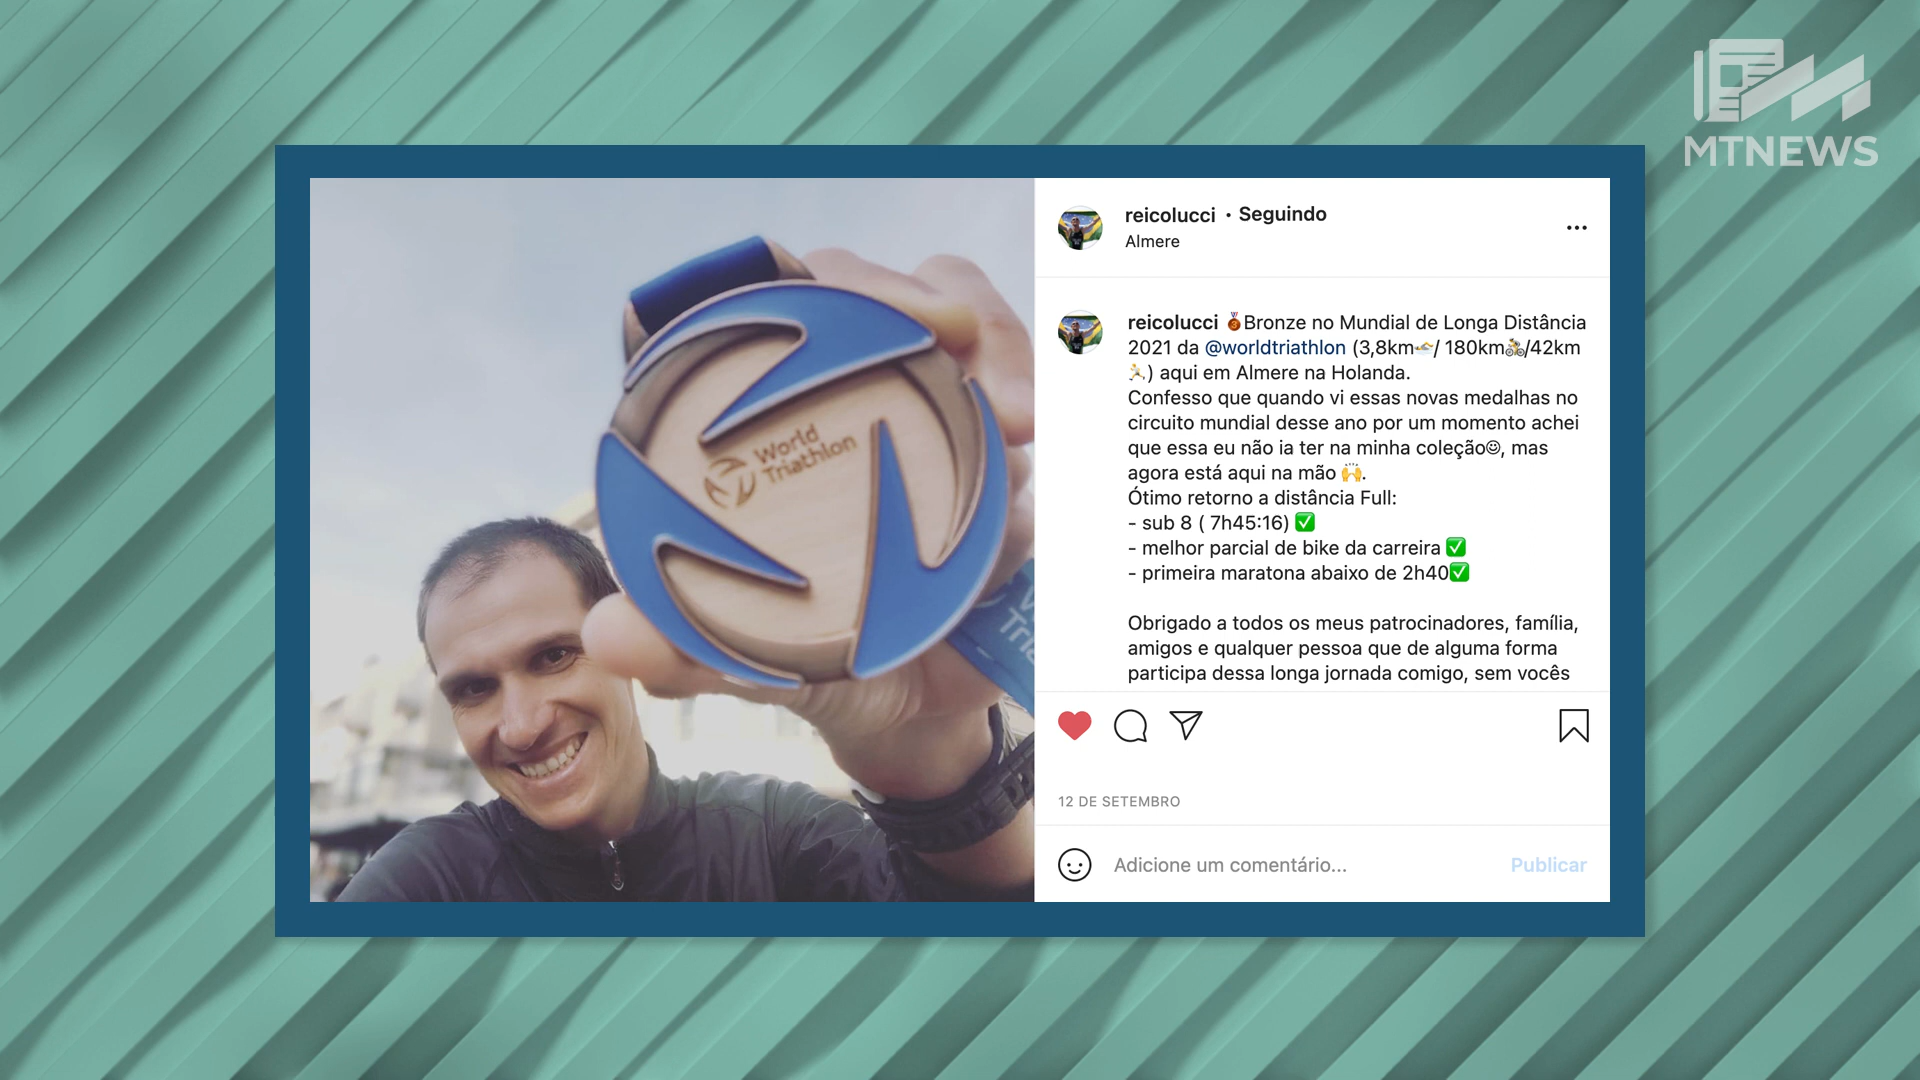 MTNEWS
World
Triathlon
reicolucci • Seguindo
Almere
reicolucci 🥉Bronze no Mundial de Longa Distância
2021 da @worldtriathlon (3,8km🏊/ 180km🚴/42km
🏃) aqui em Almere na Holanda.
Confesso que quando vi essas novas medalhas no
circuito mundial desse ano por um momento achei
que essa eu não ia ter na minha coleção☺, mas
agora está aqui na mão 🙌.
Ótimo retorno a distância Full:
- sub 8 ( 7h45:16) ✅
- melhor parcial de bike da carreira ✅
- primeira maratona abaixo de 2h40✅
Obrigado a todos os meus patrocinadores, família,
amigos e qualquer pessoa que de alguma forma
participa dessa longa jornada comigo, sem vocês
12 DE SETEMBRO
Adicione um comentário...
Publicar